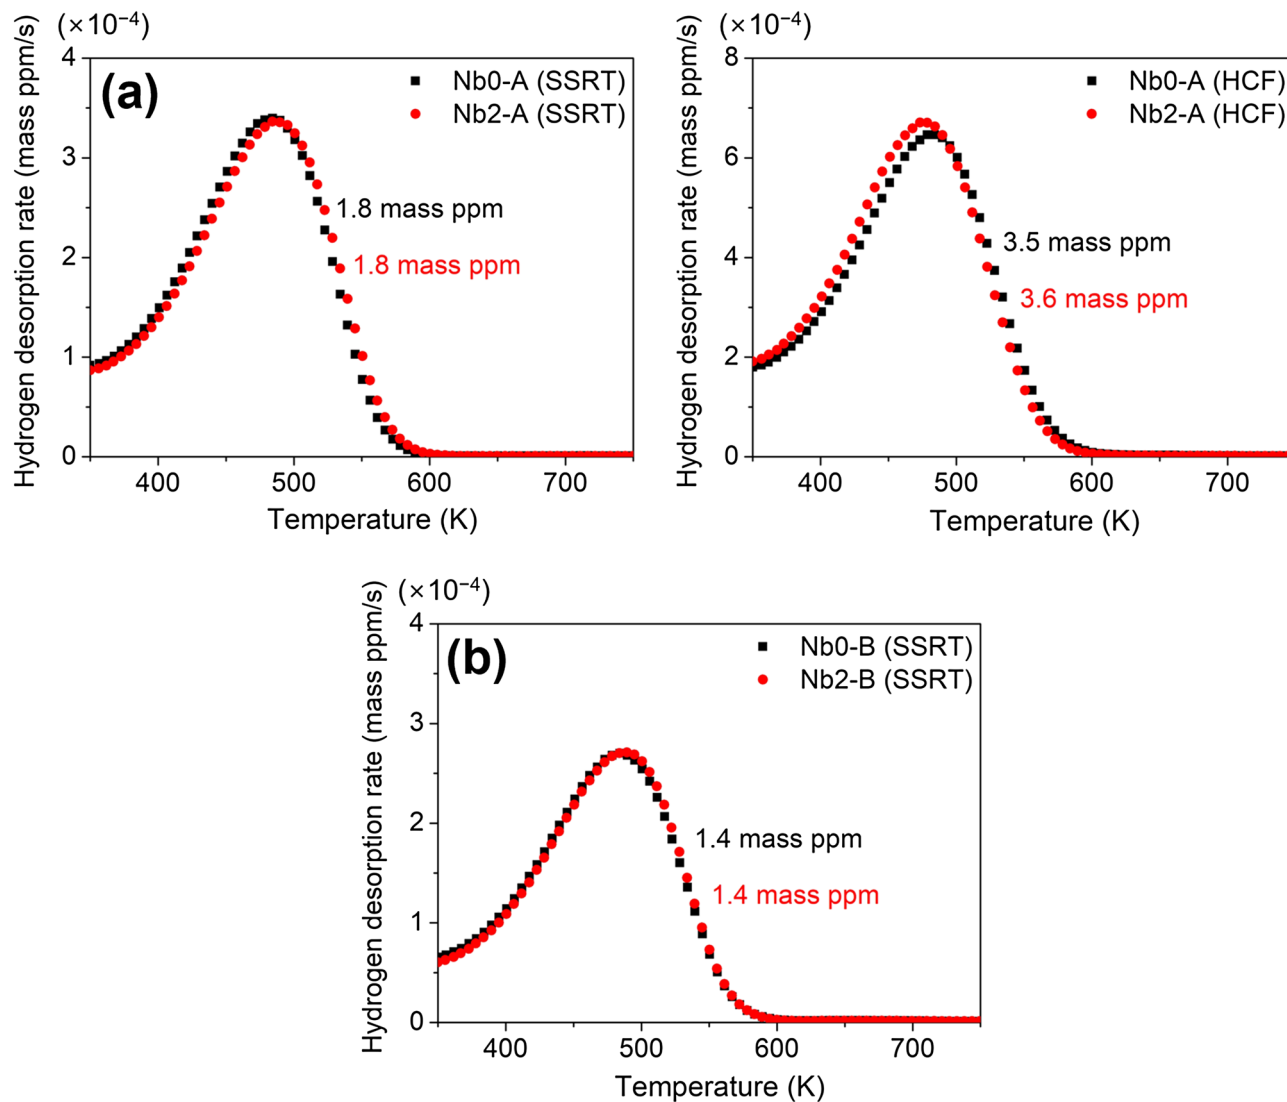 (×10⁻⁴)
Hydrogen desorption rate (mass ppm/s)
4
3
2
1
0
(a)
Nb0-A (SSRT)
Nb2-A (SSRT)
1.8 mass ppm
1.8 mass ppm
400 500 600 700
Temperature (K)
(×10⁻⁴)
Hydrogen desorption rate (mass ppm/s)
8
6
4
2
0
Nb0-A (HCF)
Nb2-A (HCF)
3.5 mass ppm
3.6 mass ppm
400 500 600 700
Temperature (K)
(×10⁻⁴)
Hydrogen desorption rate (mass ppm/s)
4
3
2
1
0
(b)
Nb0-B (SSRT)
Nb2-B (SSRT)
1.4 mass ppm
1.4 mass ppm
400 500 600 700
Temperature (K)